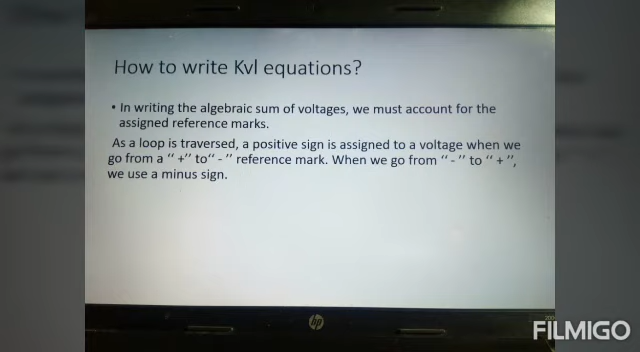 How to write Kvl equations?
• In writing the algebraic sum of voltages, we must account for the
assigned reference marks.
As a loop is traversed, a positive sign is assigned to a voltage when we
go from a “ +” to“ - ” reference mark. When we go from “ - ” to “ + ”,
we use a minus sign.
hp
FILMIGO